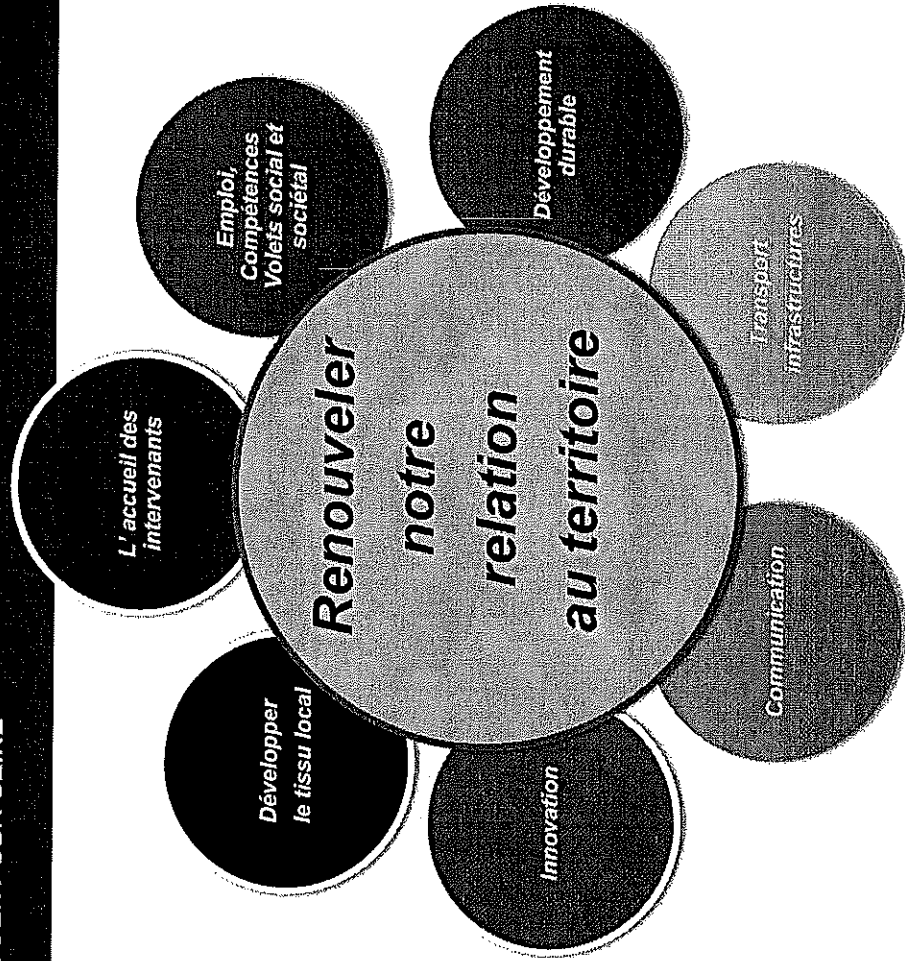 L'accueil des
intervenants
Emploi,
Compétences
Volets social et
sociétal
Développement
durable
Transport
infrastructures
Communication
Innovation
Développer
le tissu local
Renouveler
notre
relation
au territoire